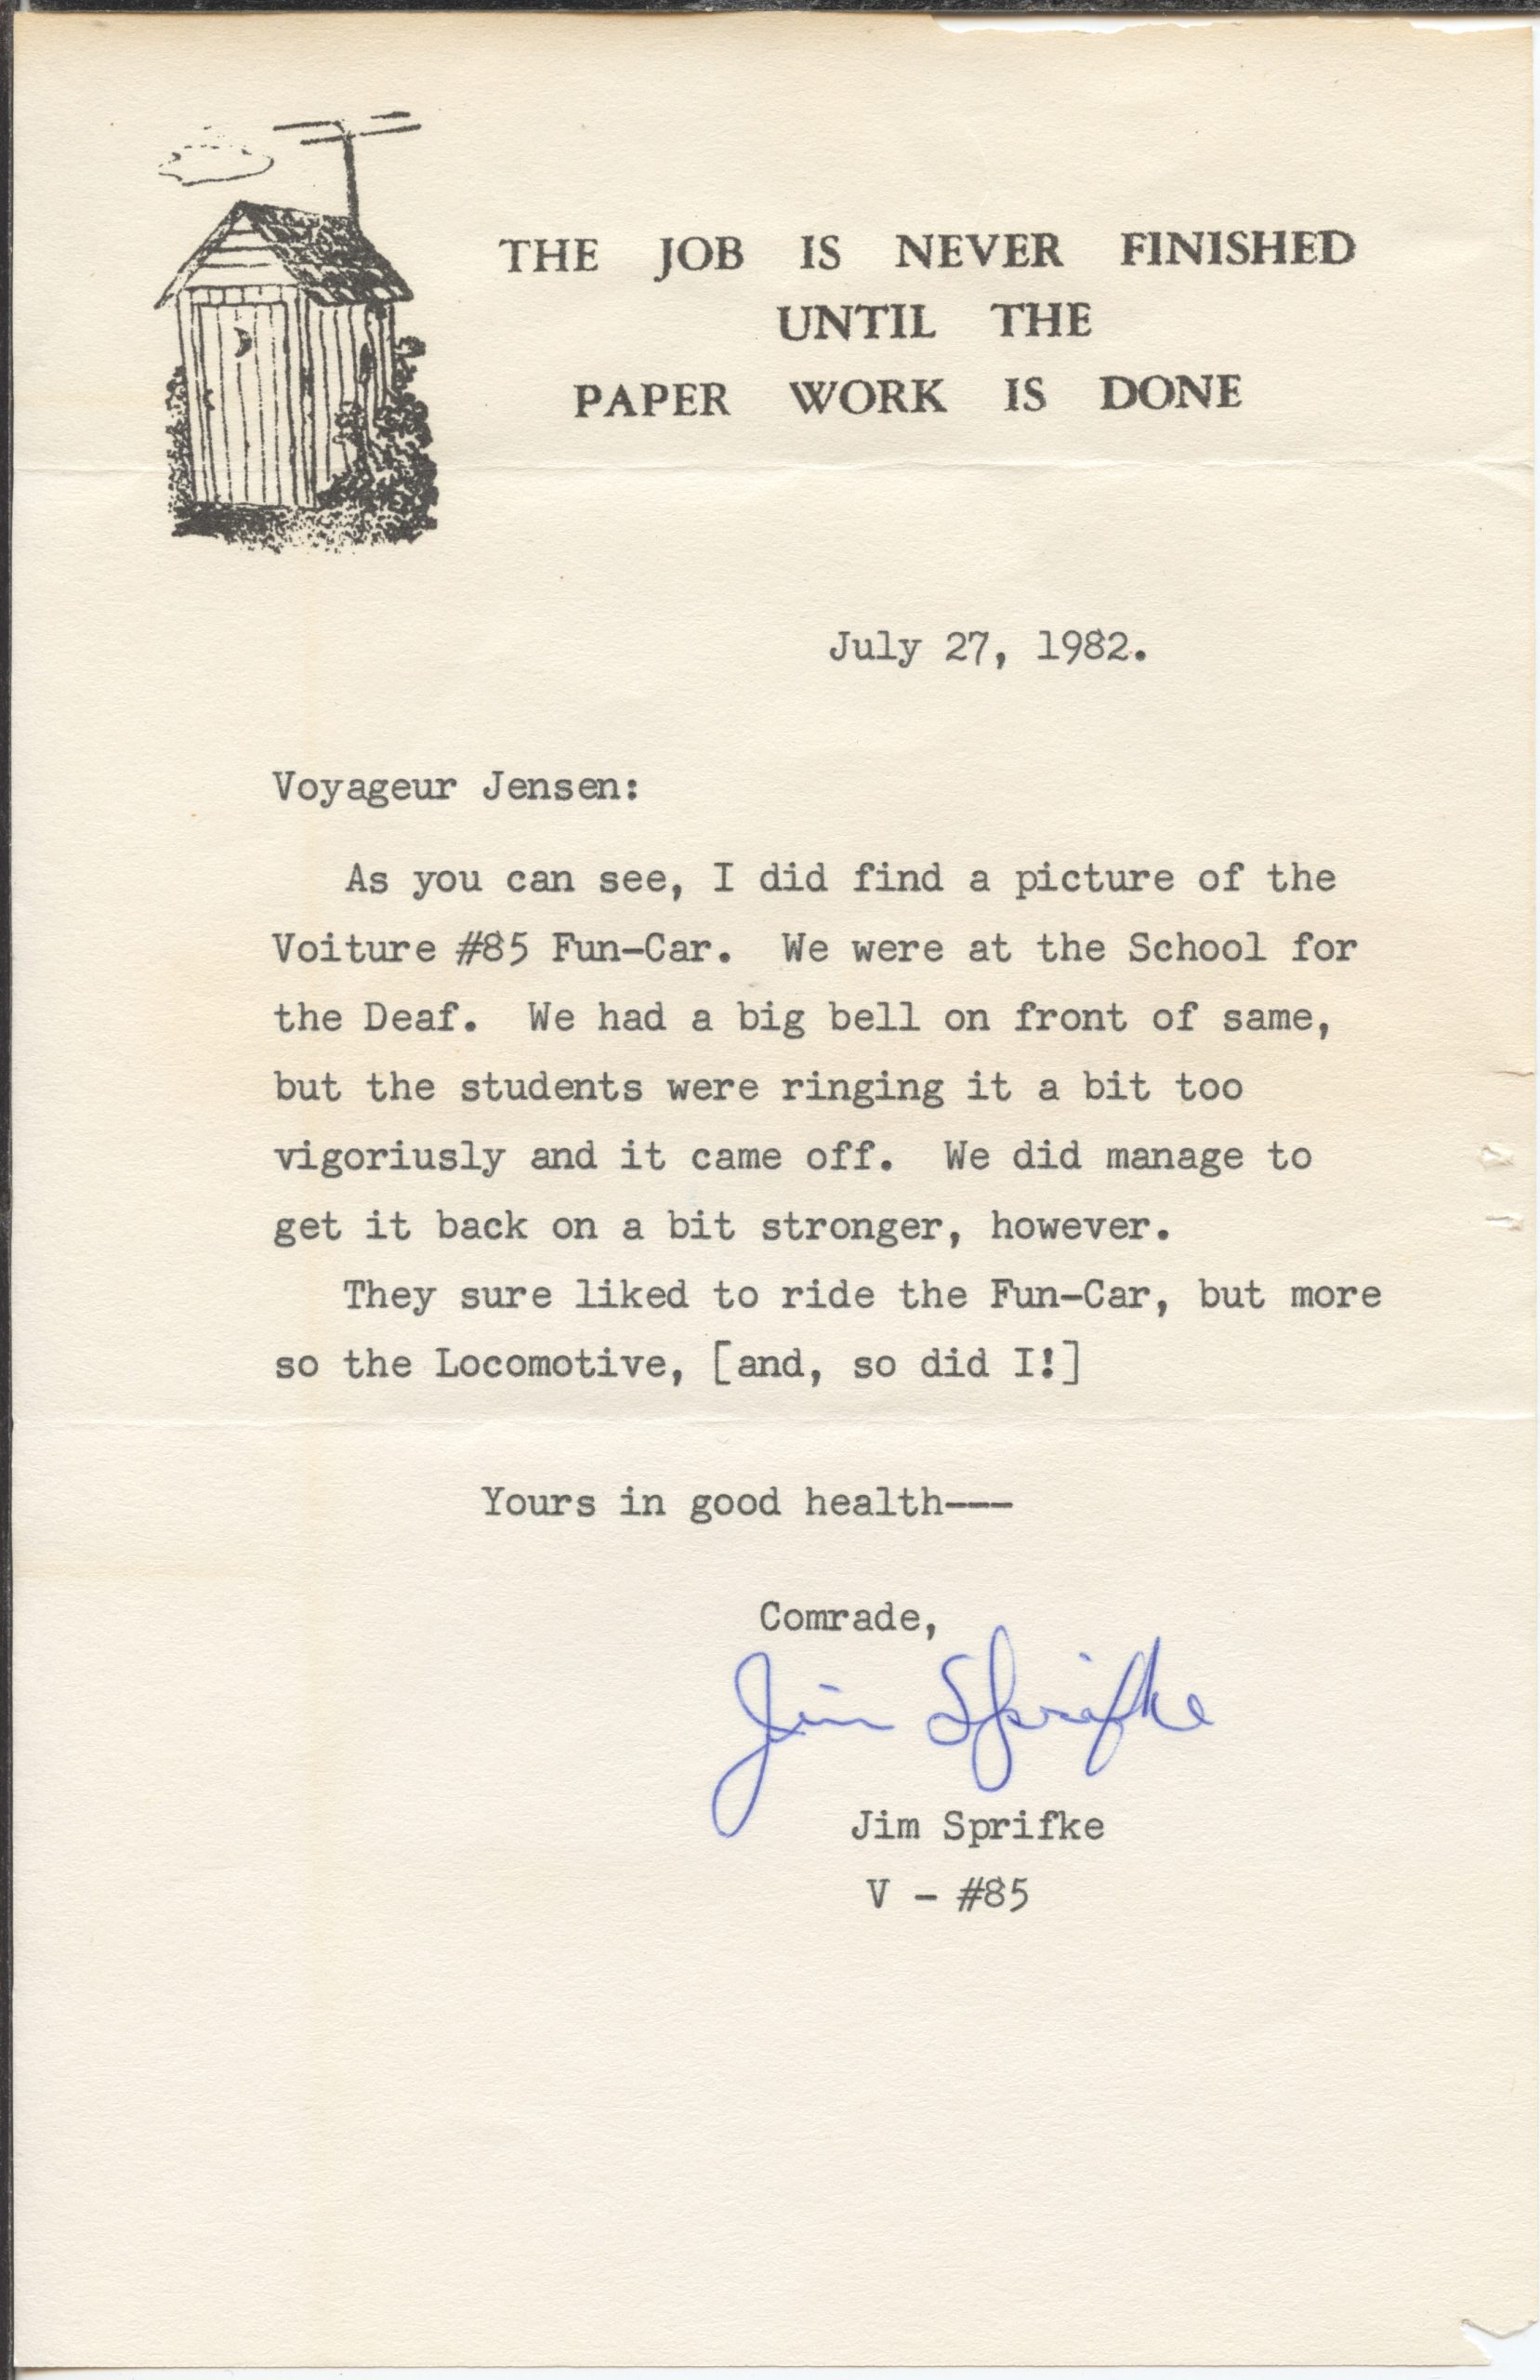 THE JOB IS NEVER FINISHED
UNTIL THE
PAPER WORK IS DONE
July 27, 1982.
Voyageur Jensen:
As you can see, I did find a picture of the
Voiture #85 Fun-Car. We were at the School for
the Deaf. We had a big bell on front of same,
but the students were ringing it a bit too
vigoriusly and it came off. We did manage to
get it back on a bit stronger, however.
They sure liked to ride the Fun-Car, but more
so the Locomotive, [and, so did I!]
Yours in good health---
Comrade,
Jim Sprifke
Jim Sprifke
V - #85